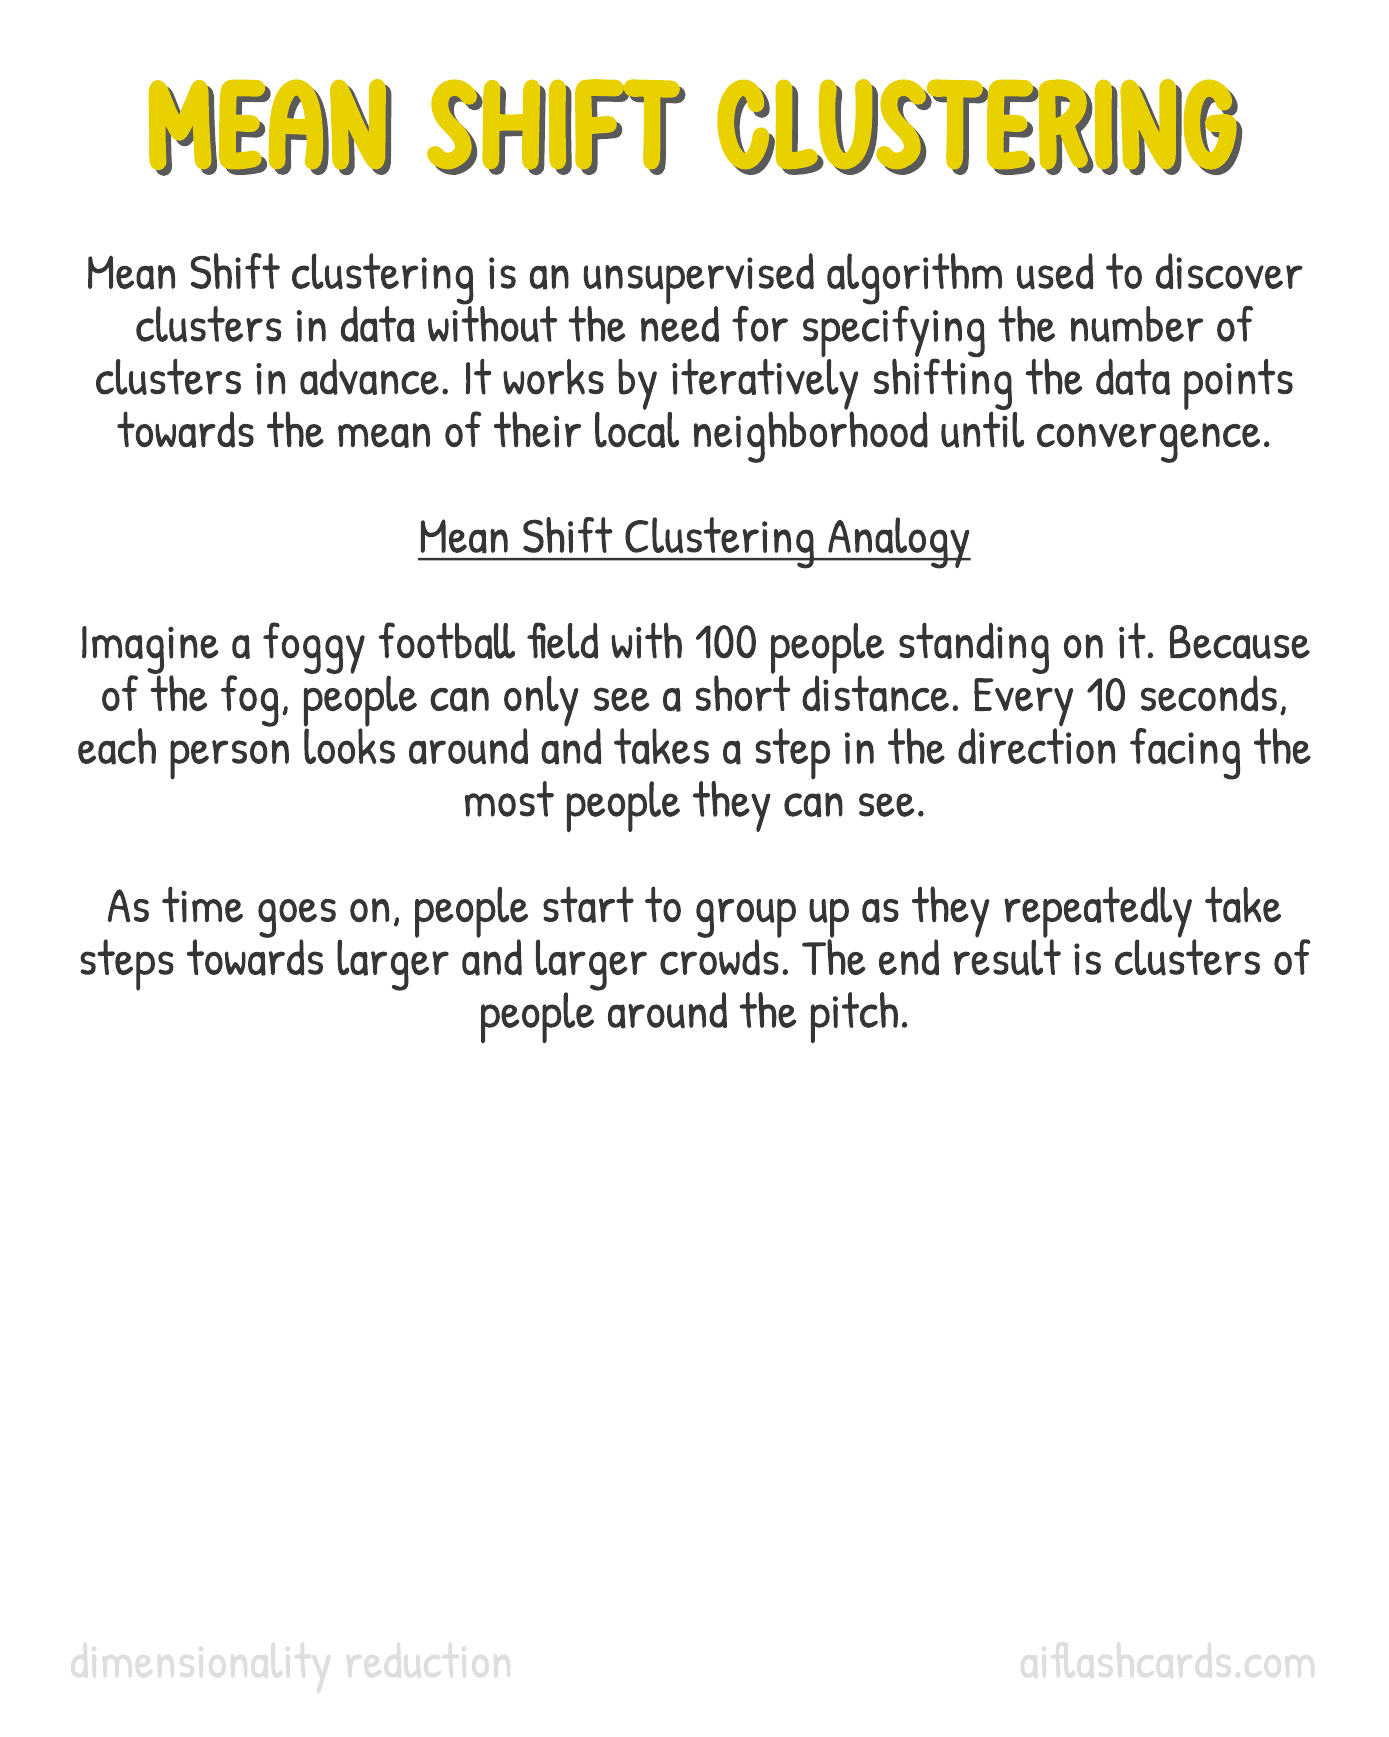 MEAN SHIFT CLUSTERING
Mean Shift clustering is an unsupervised algorithm used to discover
clusters in data without the need for specifying the number of
clusters in advance. It works by iteratively shifting the data points
towards the mean of their local neighborhood until convergence.
Mean Shift Clustering Analogy
Imagine a foggy football field with 100 people standing on it. Because
of the fog, people can only see a short distance. Every 10 seconds,
each person looks around and takes a step in the direction facing the
most people they can see.
As time goes on, people start to group up as they repeatedly take
steps towards larger and larger crowds. The end result is clusters of
people around the pitch.
dimensionality reduction
aiflashcards.com